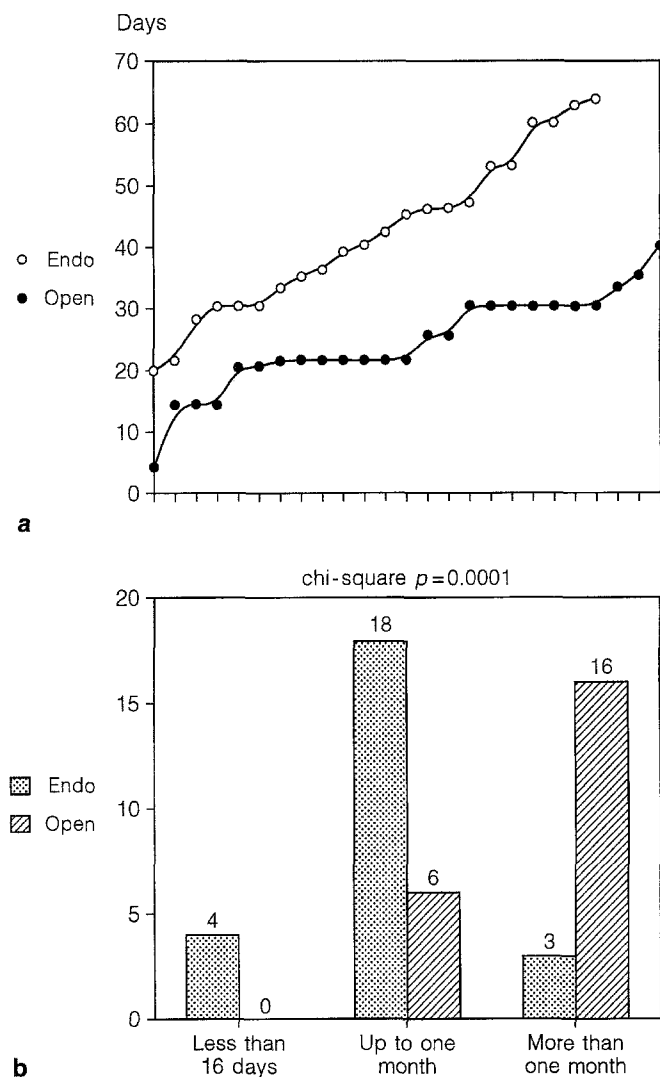 Days
70
60
50
40
30
20
10
0
Endo
Open
a
chi-square p=0.0001
20
15
10
5
0
4
0
18
6
3
16
Endo
Open
Less than
16 days
Up to one
month
More than
one month
b